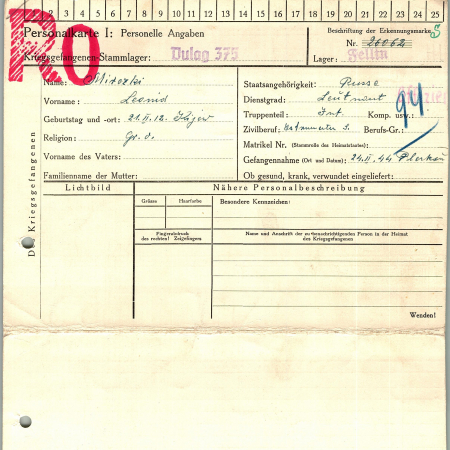 2 3 4 5 6 7 8 9 10 11 12 13 14 15 16 17 18 19 20 21 22 23 24 25
RO
Personalkarte I: Personelle Angaben
Beschriftung der Erkennungsmarke
Kriegsgefangenen-Stammlager: Dulag 375
Nr. 26062
Lager: Fellin
Name:
Vorname: Leonid
Geburtstag und -ort: 21.II.12. Kijew
Religion: gr. o.
Vorname des Vaters:
Familienname der Mutter:
Staatsangehörigkeit: Russe
Dienstgrad: Leutnant
Truppenteil: Inf. Komp. usw.:
94
Zivilberuf: Berufs-Gr.:
Matrikel Nr. (Stammrolle des Heimatstaates)
Gefangennahme (Ort und Datum): 24.II.44
Ob gesund, krank, verwundet eingeliefert:
Des Kriegsgefangenen
Lichtbild
Nähere Personalbeschreibung
Grösse
Haarfarbe
Besondere Kennzeichen:
Fingerabdruck
des rechten! Zeigefingers
Name und Anschrift der zu benachrichtigenden Person in der Heimat
des Kriegsgefangenen
Wenden!